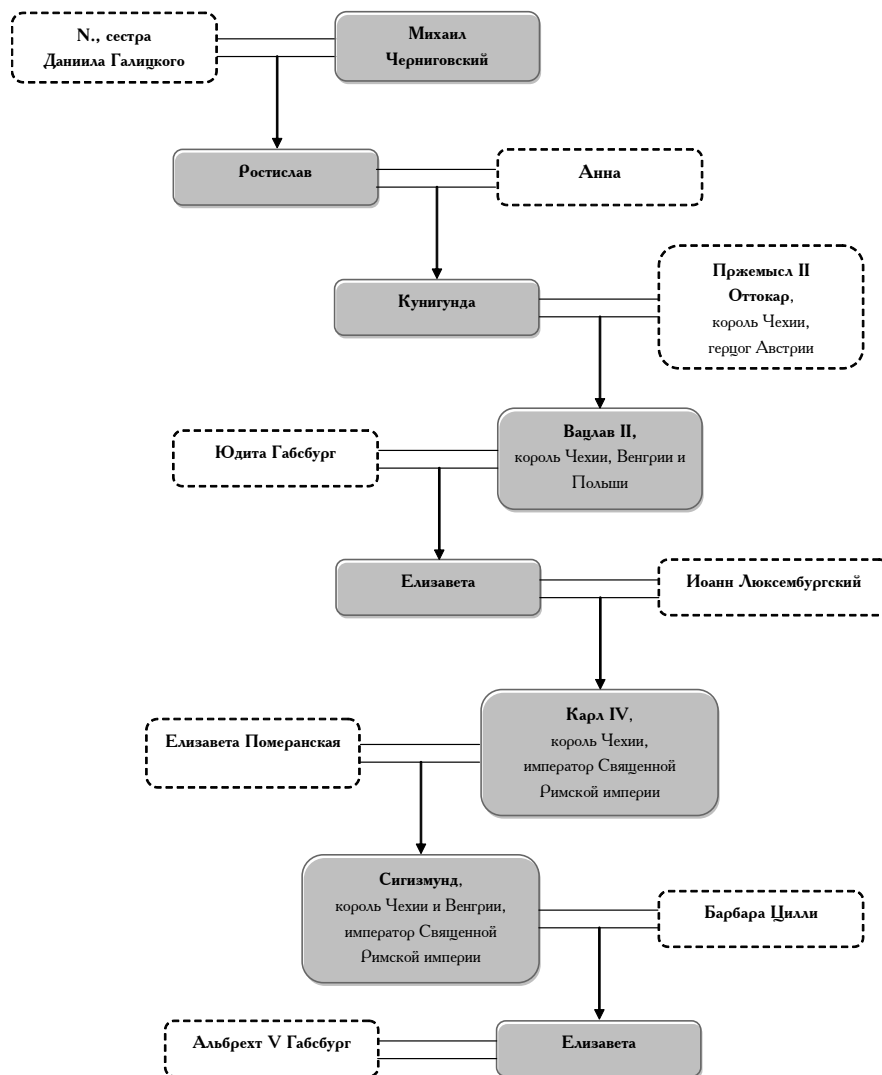 N., сестра
Даниила Галицкого
Михаил
Черниговский
Ростислав
Анна
Кунигунда
Пржемысл II
Оттокар,
король Чехии,
герцог Австрии
Юдита Габсбург
Вацлав II,
король Чехии, Венгрии и
Польши
Елизавета
Иоанн Люксембургский
Елизавета Померанская
Карл IV,
король Чехии,
император Священной
Римской империи
Сигизмунд,
король Чехии и Венгрии,
император Священной
Римской империи
Барбара Цилли
Альбрехт V Габсбург
Елизавета